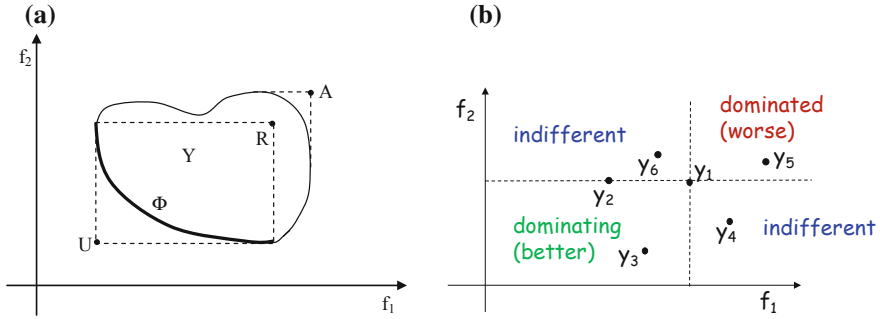 (a)
f₂
A
Y
R
Φ
U
f₁
(b)
f₂
indifferent
dominated
(worse)
y₆
y₁
y₅
y₂
dominating
(better)
y₃
y₄
indifferent
f₁